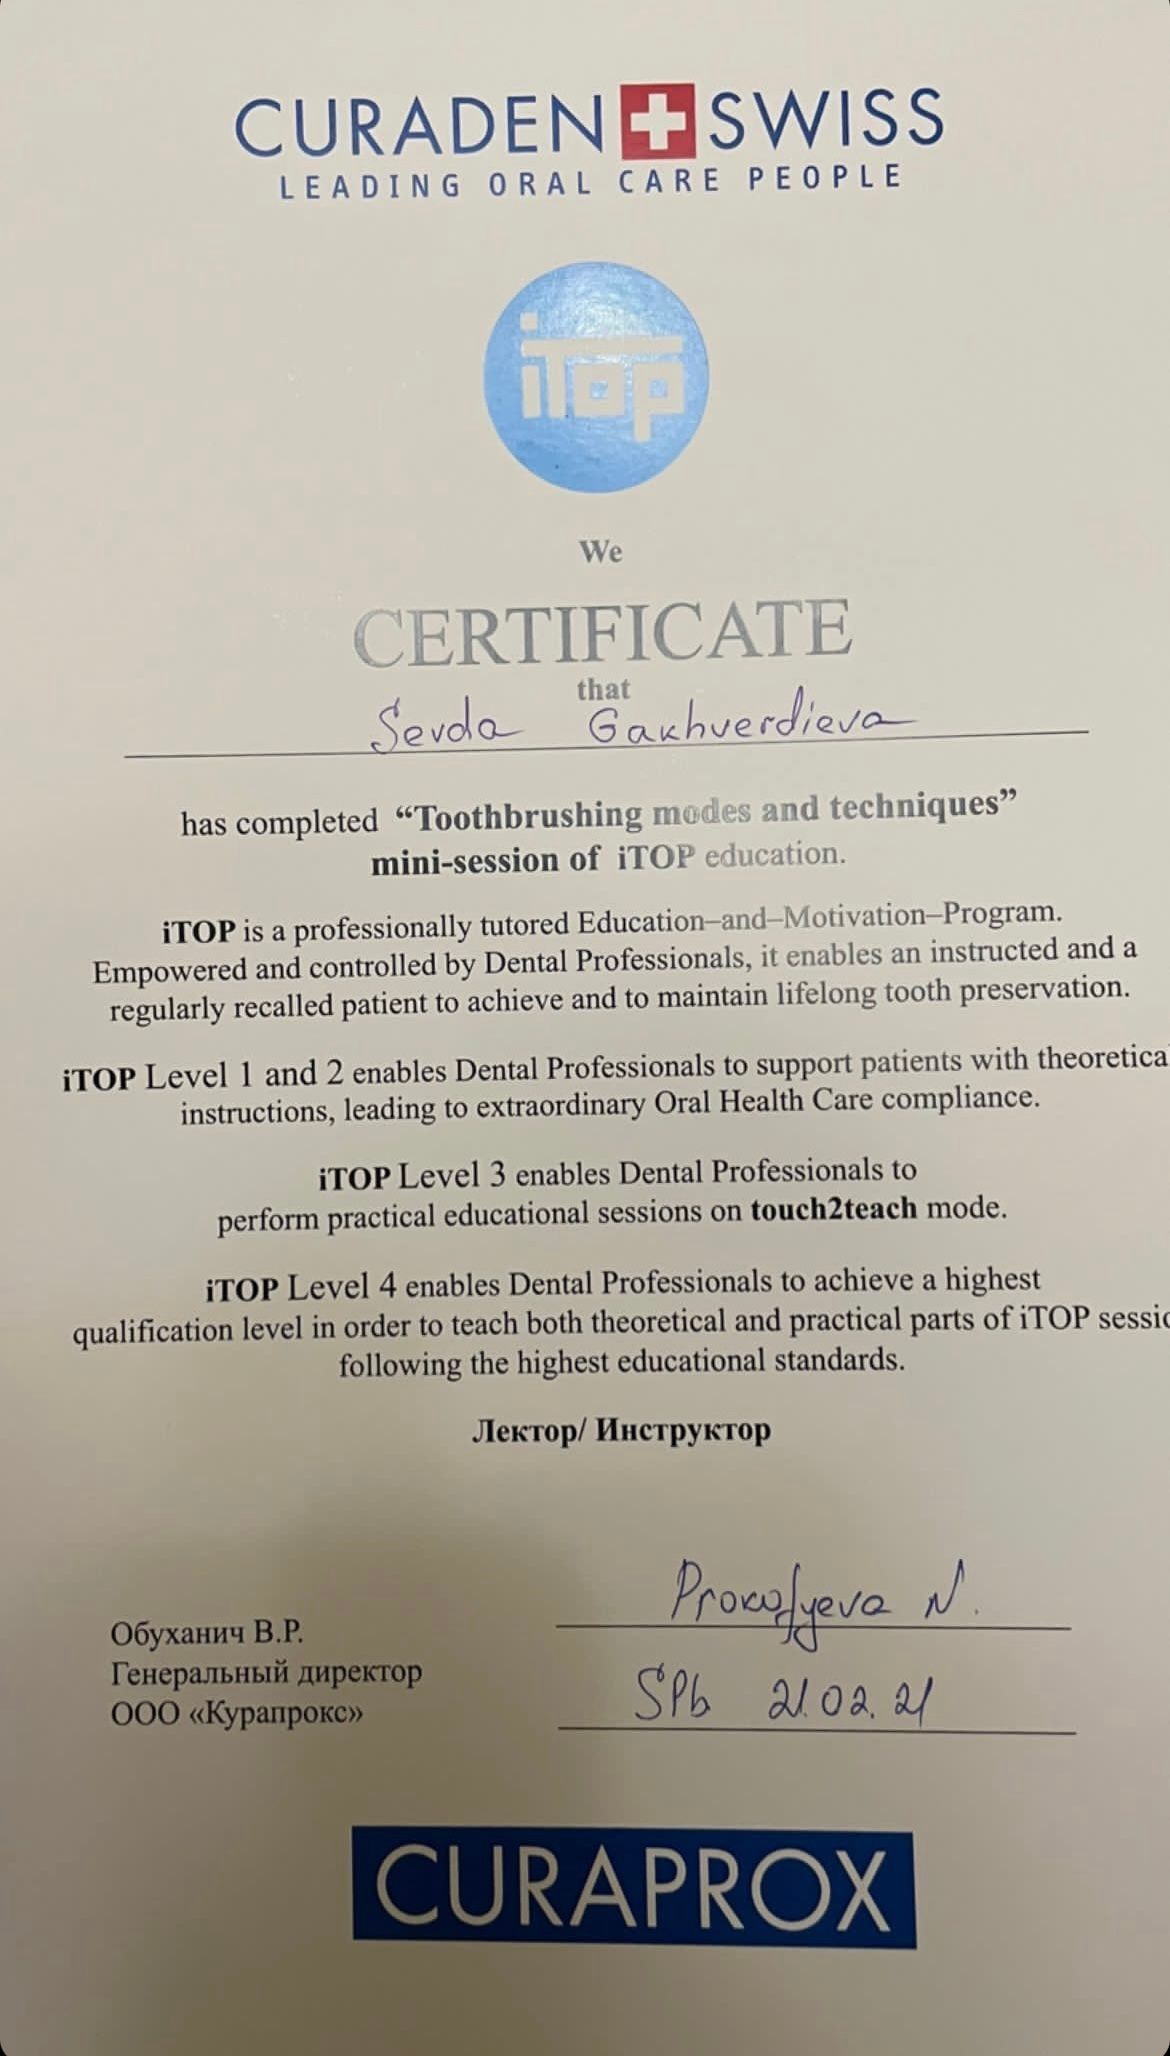 CURADEN SWISS
LEADING ORAL CARE PEOPLE
iTop
We
CERTIFICATE
that
Sevda Gakhverdieva
has completed “Toothbrushing modes and techniques”
mini-session of iTOP education.
iTOP is a professionally tutored Education–and–Motivation–Program.
Empowered and controlled by Dental Professionals, it enables an instructed and a
regularly recalled patient to achieve and to maintain lifelong tooth preservation.
iTOP Level 1 and 2 enables Dental Professionals to support patients with theoretica
instructions, leading to extraordinary Oral Health Care compliance.
iTOP Level 3 enables Dental Professionals to
perform practical educational sessions on touch2teach mode.
iTOP Level 4 enables Dental Professionals to achieve a highest
qualification level in order to teach both theoretical and practical parts of iTOP sessio
following the highest educational standards.
Лектор/ Инструктор
Prokofyeva N.
Обуханич В.Р.
Генеральный директор
ООО «Курапрокс»
SPb 21.02.21
CURAPROX